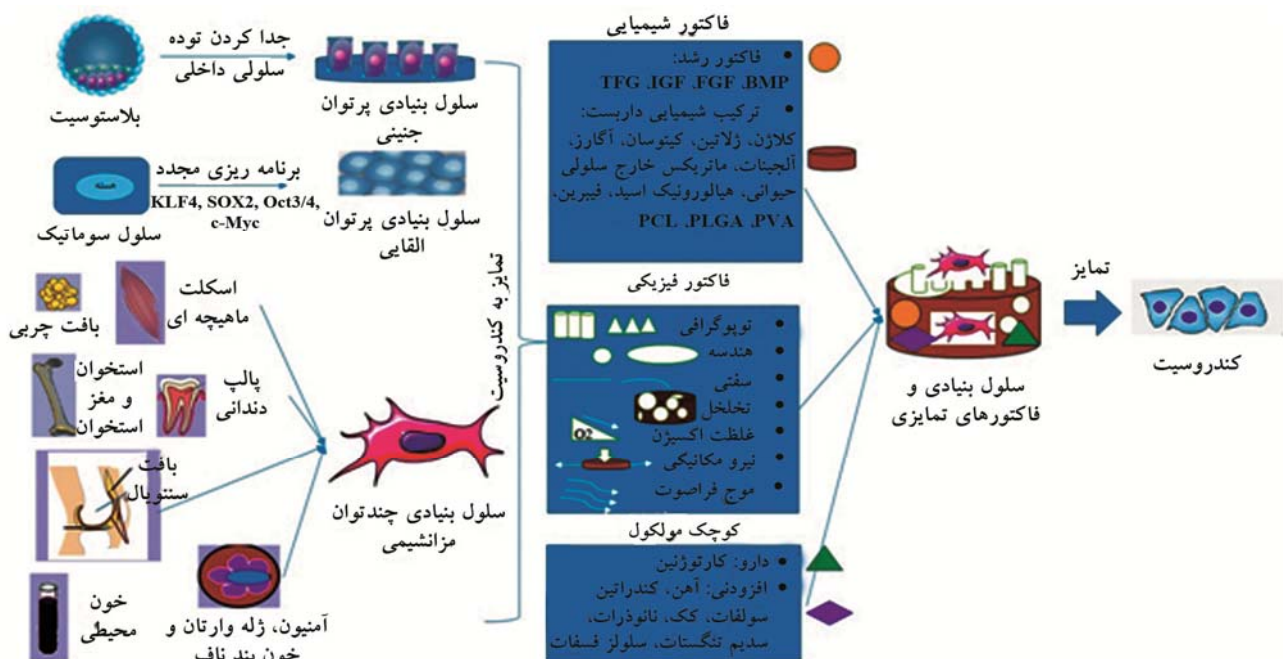 جدا کردن توده
سلولی داخلی
بلاستوسیت
سلول بنیادی پرتوان
جنینی
هسته
برنامه ریزی مجدد
KLF4, SOX2, Oct3/4,
c-Myc
سلول سوماتیک
سلول بنیادی پرتوان
القایی
بافت چربی
اسکلت
ماهیچه ای
استخوان
و مغز
استخوان
پالپ
دندانی
بافت
سننویال
خون
محیطی
آمنیون، ژله وارتان و
خون بند ناف
سلول بنیادی چندتوان
مزانشیمی
تمایز به کندروسیت
فاکتور شیمیایی
• فاکتور رشد:
TFG ،IGF ،FGF ،BMP
• ترکیب شیمیایی داربست:
کلاژن، ژلاتین، کیتوسان، آگارز،
آلجینات، ماتریکس خارج سلولی
حیوانی، هیالورونیک اسید، فیبرین،
PCL ،PLGA ،PVA
فاکتور فیزیکی
• توپوگرافی
• هندسه
• سفتی
• تخلخل
• غلظت اکسیژن
O2
• نیرو مکانیکی
• موج فراصوت
کوچک مولکول
• دارو: کارتوژنین
• افزودنی: آهن، کندراتین
سولفات، کک، نانوذرات،
سدیم تنگستات، سلولز فسفات
سلول بنیادی و
فاکتورهای تمایزی
تمایز
کندروسیت